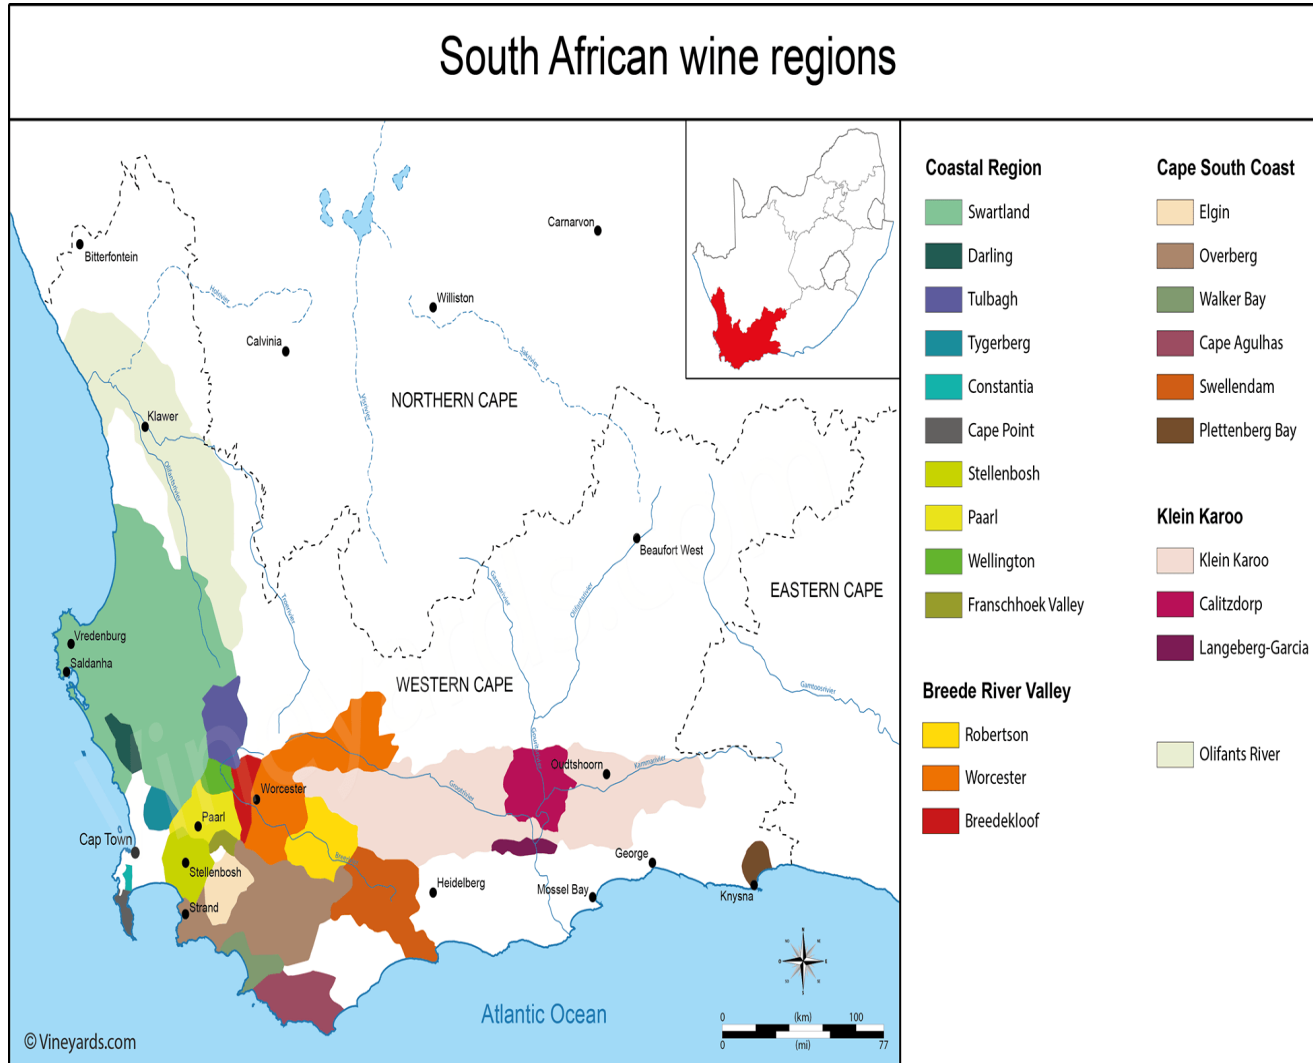 South African wine regions
Bitterfontein
Carnarvon
Williston
Calvinia
NORTHERN CAPE
Klawer
Olifantsrivier
Beaufort West
EASTERN CAPE
Gamkarivier
Olifantsrivier
Vredenburg
Saldanha
WESTERN CAPE
Oudtshoorn
Worcester
Paarl
Cap Town
Stellenbosh
Strand
Heidelberg
George
Mossel Bay
Knysna
Atlantic Ocean
© Vineyards.com
0 (km) 100
0 (mi) 77
Coastal Region
Swartland
Darling
Tulbagh
Tygerberg
Constantia
Cape Point
Stellenbosh
Paarl
Wellington
Franschhoek Valley
Breede River Valley
Robertson
Worcester
Breedekloof
Cape South Coast
Elgin
Overberg
Walker Bay
Cape Agulhas
Swellendam
Plettenberg Bay
Klein Karoo
Klein Karoo
Calitzdorp
Langeberg-Garcia
Olifants River